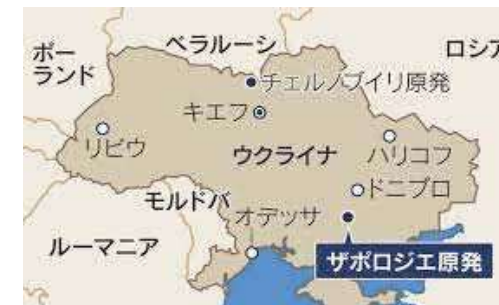 ポー
ランド
ベラルーシ
ロシア
チェルノブイリ原発
キエフ
リビウ
ウクライナ
ハリコフ
ドニプロ
モルドバ
オデッサ
ルーマニア
ザポロジエ原発